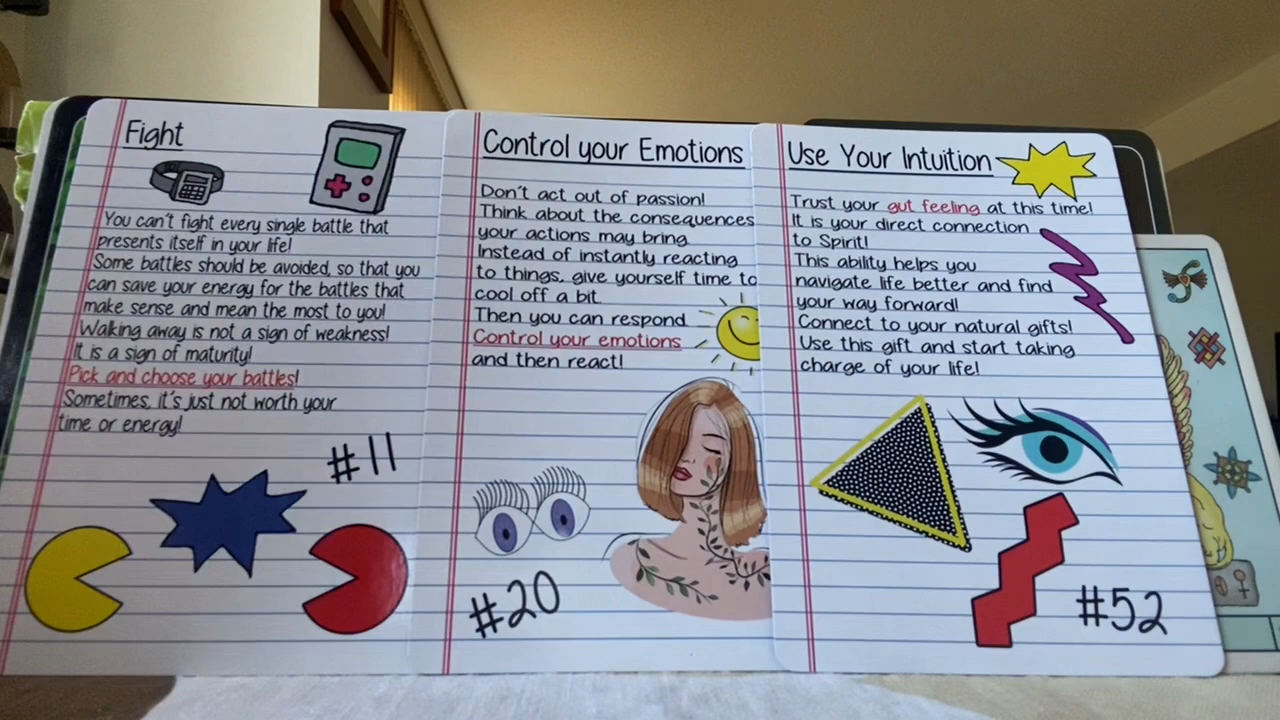 Fight
You can't fight every single battle that
presents itself in your life!
Some battles should be avoided, so that you
can save your energy for the battles that
make sense and mean the most to you!
Walking away is not a sign of weakness!
It is a sign of maturity!
Pick and choose your battles!
Sometimes, it's just not worth your
time or energy!
#11
Control your Emotions
Don't act out of passion!
Think about the consequences
your actions may bring
Instead of instantly reacting
to things, give yourself time to
cool off a bit
Then you can respond
Control your emotions
and then react!
#20
Use Your Intuition
Trust your gut feeling at this time!
It is your direct connection
to Spirit!
This ability helps you
navigate life better and find
your way forward!
Connect to your natural gifts!
Use this gift and start taking
charge of your life!
#52